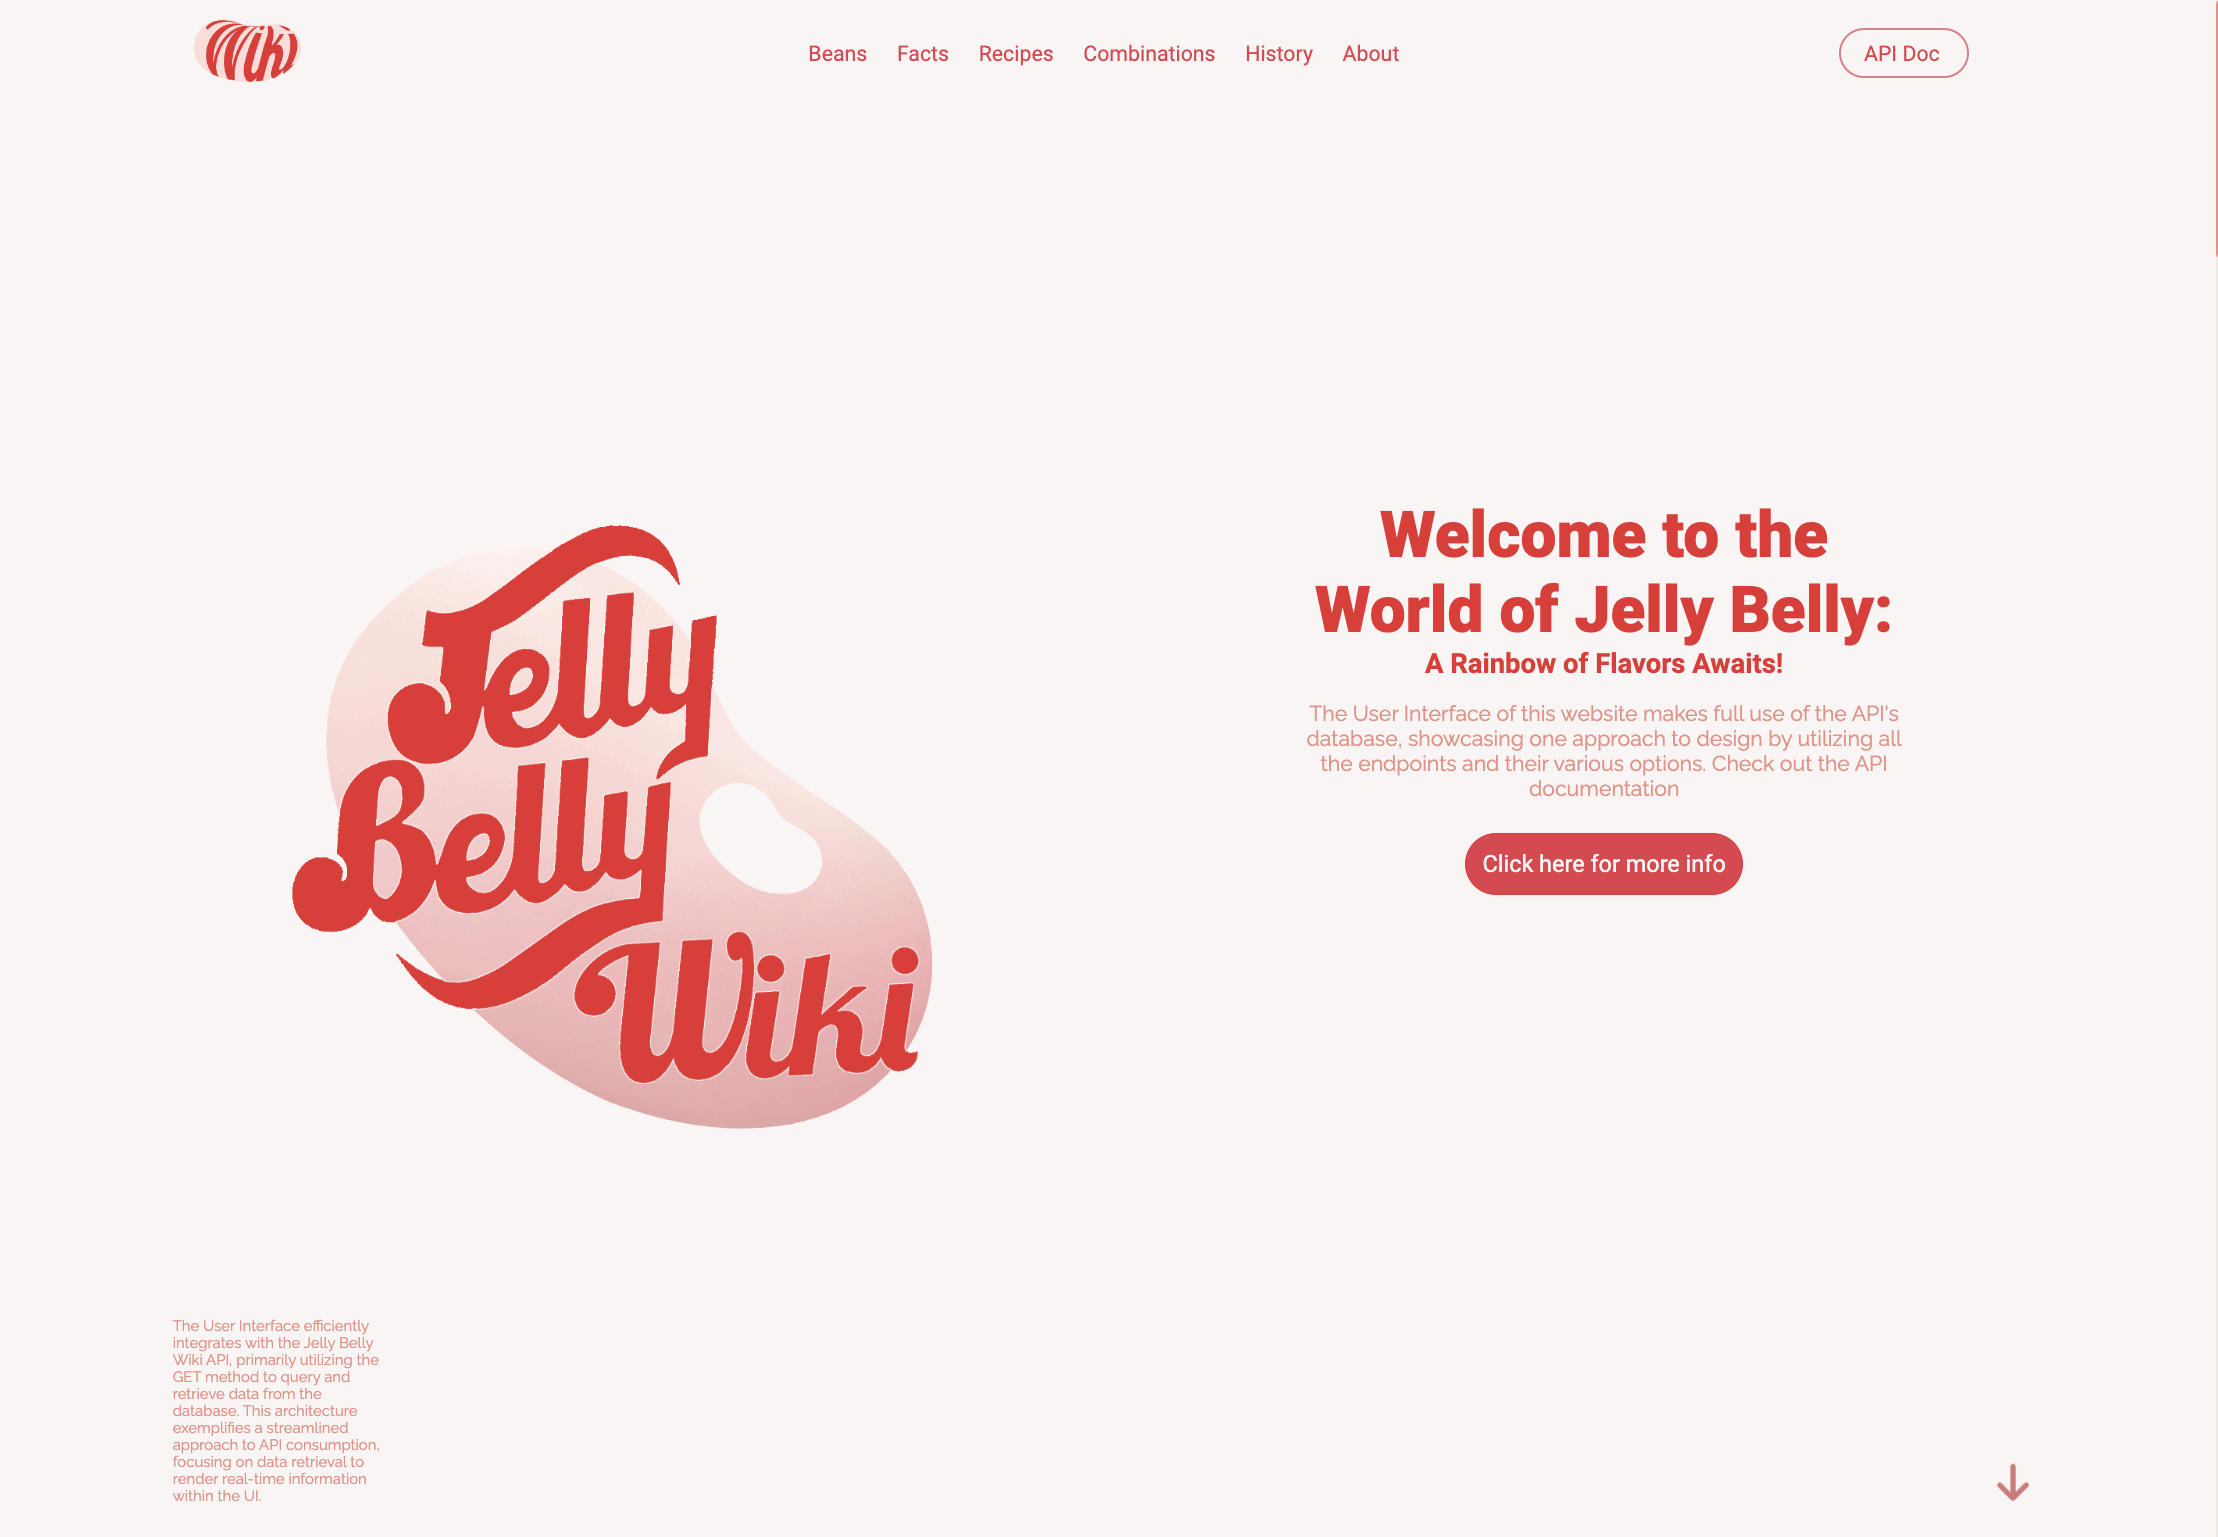 Wiki
Beans Facts Recipes Combinations History About
API Doc
Jelly
Belly
Wiki
Welcome to the
World of Jelly Belly:
A Rainbow of Flavors Awaits!
The User Interface of this website makes full use of the API's
database, showcasing one approach to design by utilizing all
the endpoints and their various options. Check out the API
documentation
Click here for more info
The User Interface efficiently
integrates with the Jelly Belly
Wiki API, primarily utilizing the
GET method to query and
retrieve data from the
database. This architecture
exemplifies a streamlined
approach to API consumption,
focusing on data retrieval to
render real-time information
within the UI.